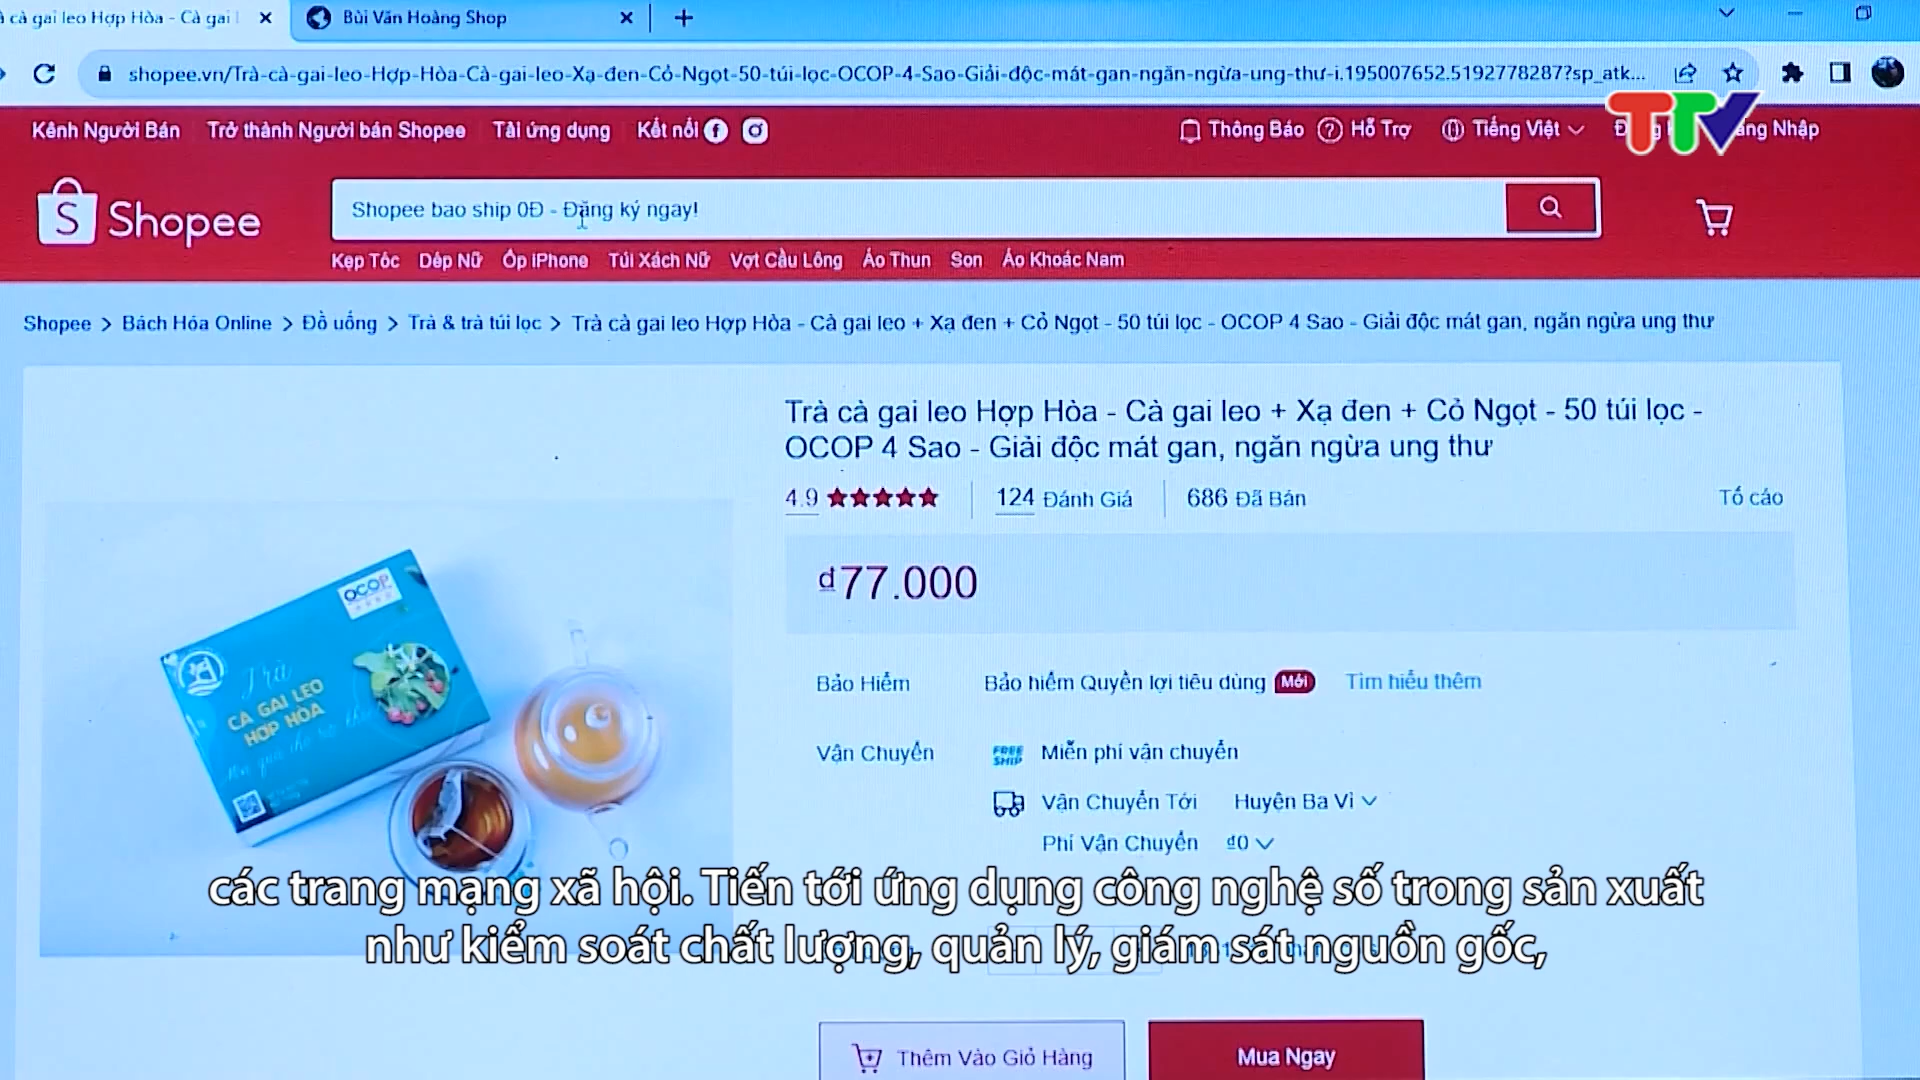 cà gai leo Hợp Hòa - Cà gai l
Bùi Văn Hoàng Shop
shopee.vn/Trà-cà-gai-leo-Hợp-Hòa-Cà-gai-leo-Xạ-đen-Cỏ-Ngọt-50-túi-lọc-OCOP-4-Sao-Giải-độc-mát-gan-ngăn-ngừa-ung-thư-i.195007652.5192778287?sp_atk...
TTV
Kênh Người Bán Trở thành Người bán Shopee Tải ứng dụng Kết nối
Thông Báo Hỗ Trợ Tiếng Việt Nhập
Shopee
Shopee bao ship 0Đ - Đăng ký ngay!
Kẹp Tóc Dép Nữ Ốp iPhone Túi Xách Nữ Vợt Cầu Lông Áo Thun Son Áo Khoác Nam
Shopee > Bách Hóa Online > Đồ uống > Trà & trà túi lọc > Trà cà gai leo Hợp Hòa - Cà gai leo + Xạ đen + Cỏ Ngọt - 50 túi lọc - OCOP 4 Sao - Giải độc mát gan, ngăn ngừa ung thư
Trà cà gai leo Hợp Hòa - Cà gai leo + Xạ đen + Cỏ Ngọt - 50 túi lọc -
OCOP 4 Sao - Giải độc mát gan, ngăn ngừa ung thư
4.9 124 Đánh Giá 686 Đã Bán Tố cáo
₫77.000
OCOP
Trà
CÀ GAI LEO
HỢP HÒA
Bảo Hiểm Bảo hiểm Quyền lợi tiêu dùng Mới Tìm hiểu thêm
Vận Chuyển FREE SHIP Miễn phí vận chuyển
Vận Chuyển Tới Huyện Ba Vì
Phí Vận Chuyển ₫0
các trang mạng xã hội. Tiến tới ứng dụng công nghệ số trong sản xuất
như kiểm soát chất lượng, quản lý, giám sát nguồn gốc,
Thêm Vào Giỏ Hàng Mua Ngay